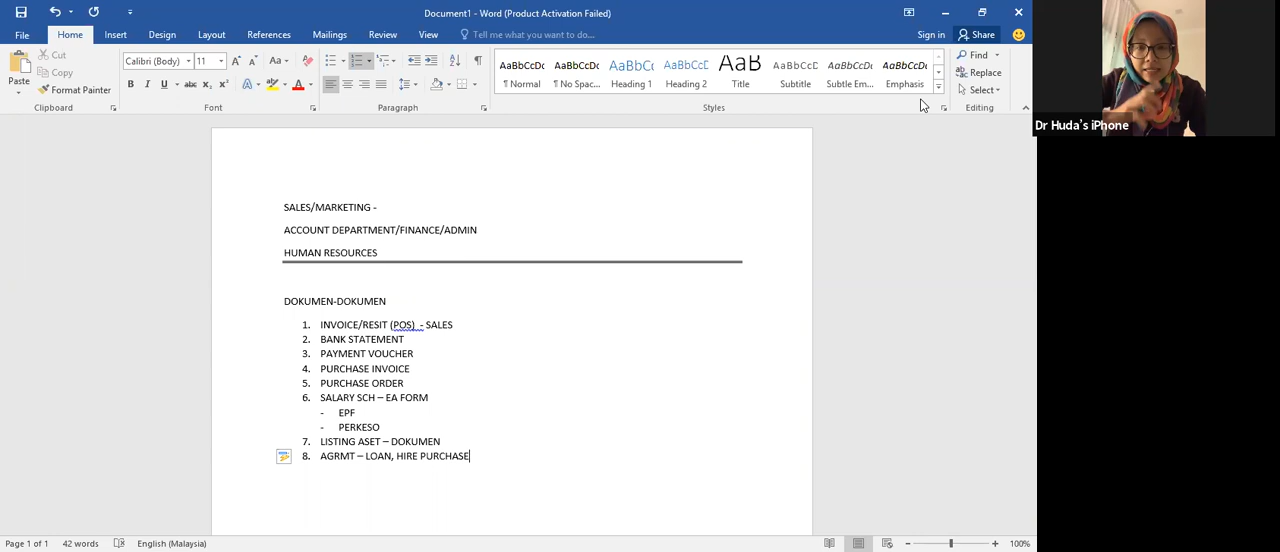 Document1 - Word (Product Activation Failed)
File Home Insert Design Layout References Mailings Review View Tell me what you want to do... Sign in Share
Cut
Copy
Format Painter
Paste
Clipboard
Calibri (Body) 11
Font
Paragraph
AaBbCcDc AaBbCcDc AaBbCc AaBbCcD AaB AaBbCcD AaBbCcDc AaBbCcDc
¶ Normal ¶ No Spac... Heading 1 Heading 2 Title Subtitle Subtle Em... Emphasis
Styles
Find
Replace
Select
Editing
Dr Huda's iPhone
SALES/MARKETING -
ACCOUNT DEPARTMENT/FINANCE/ADMIN
HUMAN RESOURCES
DOKUMEN-DOKUMEN
1. INVOICE/RESIT (POS) - SALES
2. BANK STATEMENT
3. PAYMENT VOUCHER
4. PURCHASE INVOICE
5. PURCHASE ORDER
6. SALARY SCH – EA FORM
- EPF
- PERKESO
7. LISTING ASET – DOKUMEN
8. AGRMT – LOAN, HIRE PURCHASE
Page 1 of 1 42 words English (Malaysia) 100%